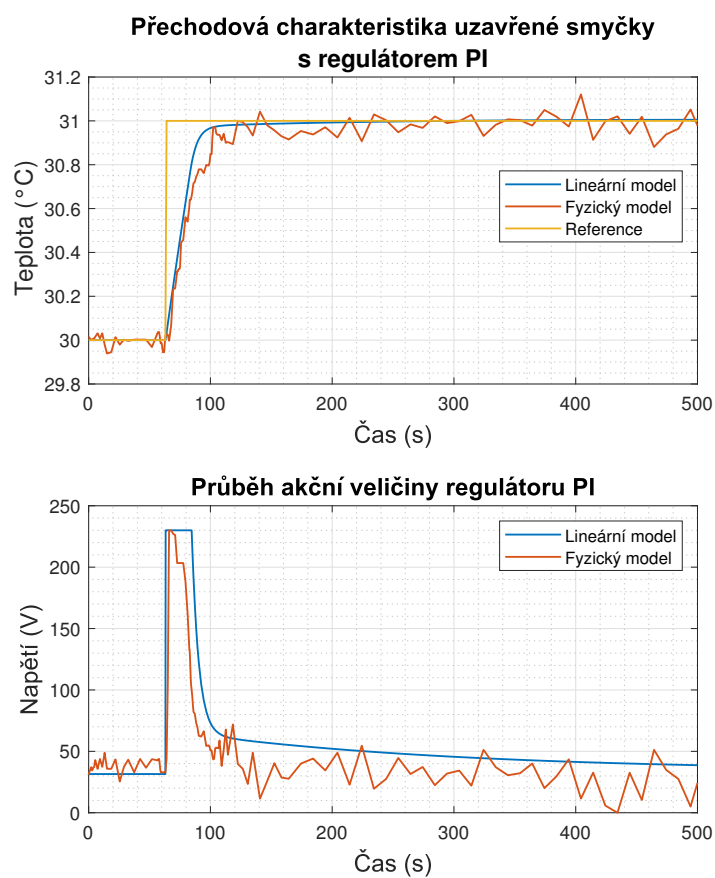 Přechodová charakteristika uzavřené smyčky
s regulátorem PI
31.2
31
30.8
30.6
30.4
30.2
30
29.8
Teplota (°C)
Lineární model
Fyzický model
Reference
0 100 200 300 400 500
Čas (s)
Průběh akční veličiny regulátoru PI
250
200
150
100
50
0
Napětí (V)
Lineární model
Fyzický model
0 100 200 300 400 500
Čas (s)